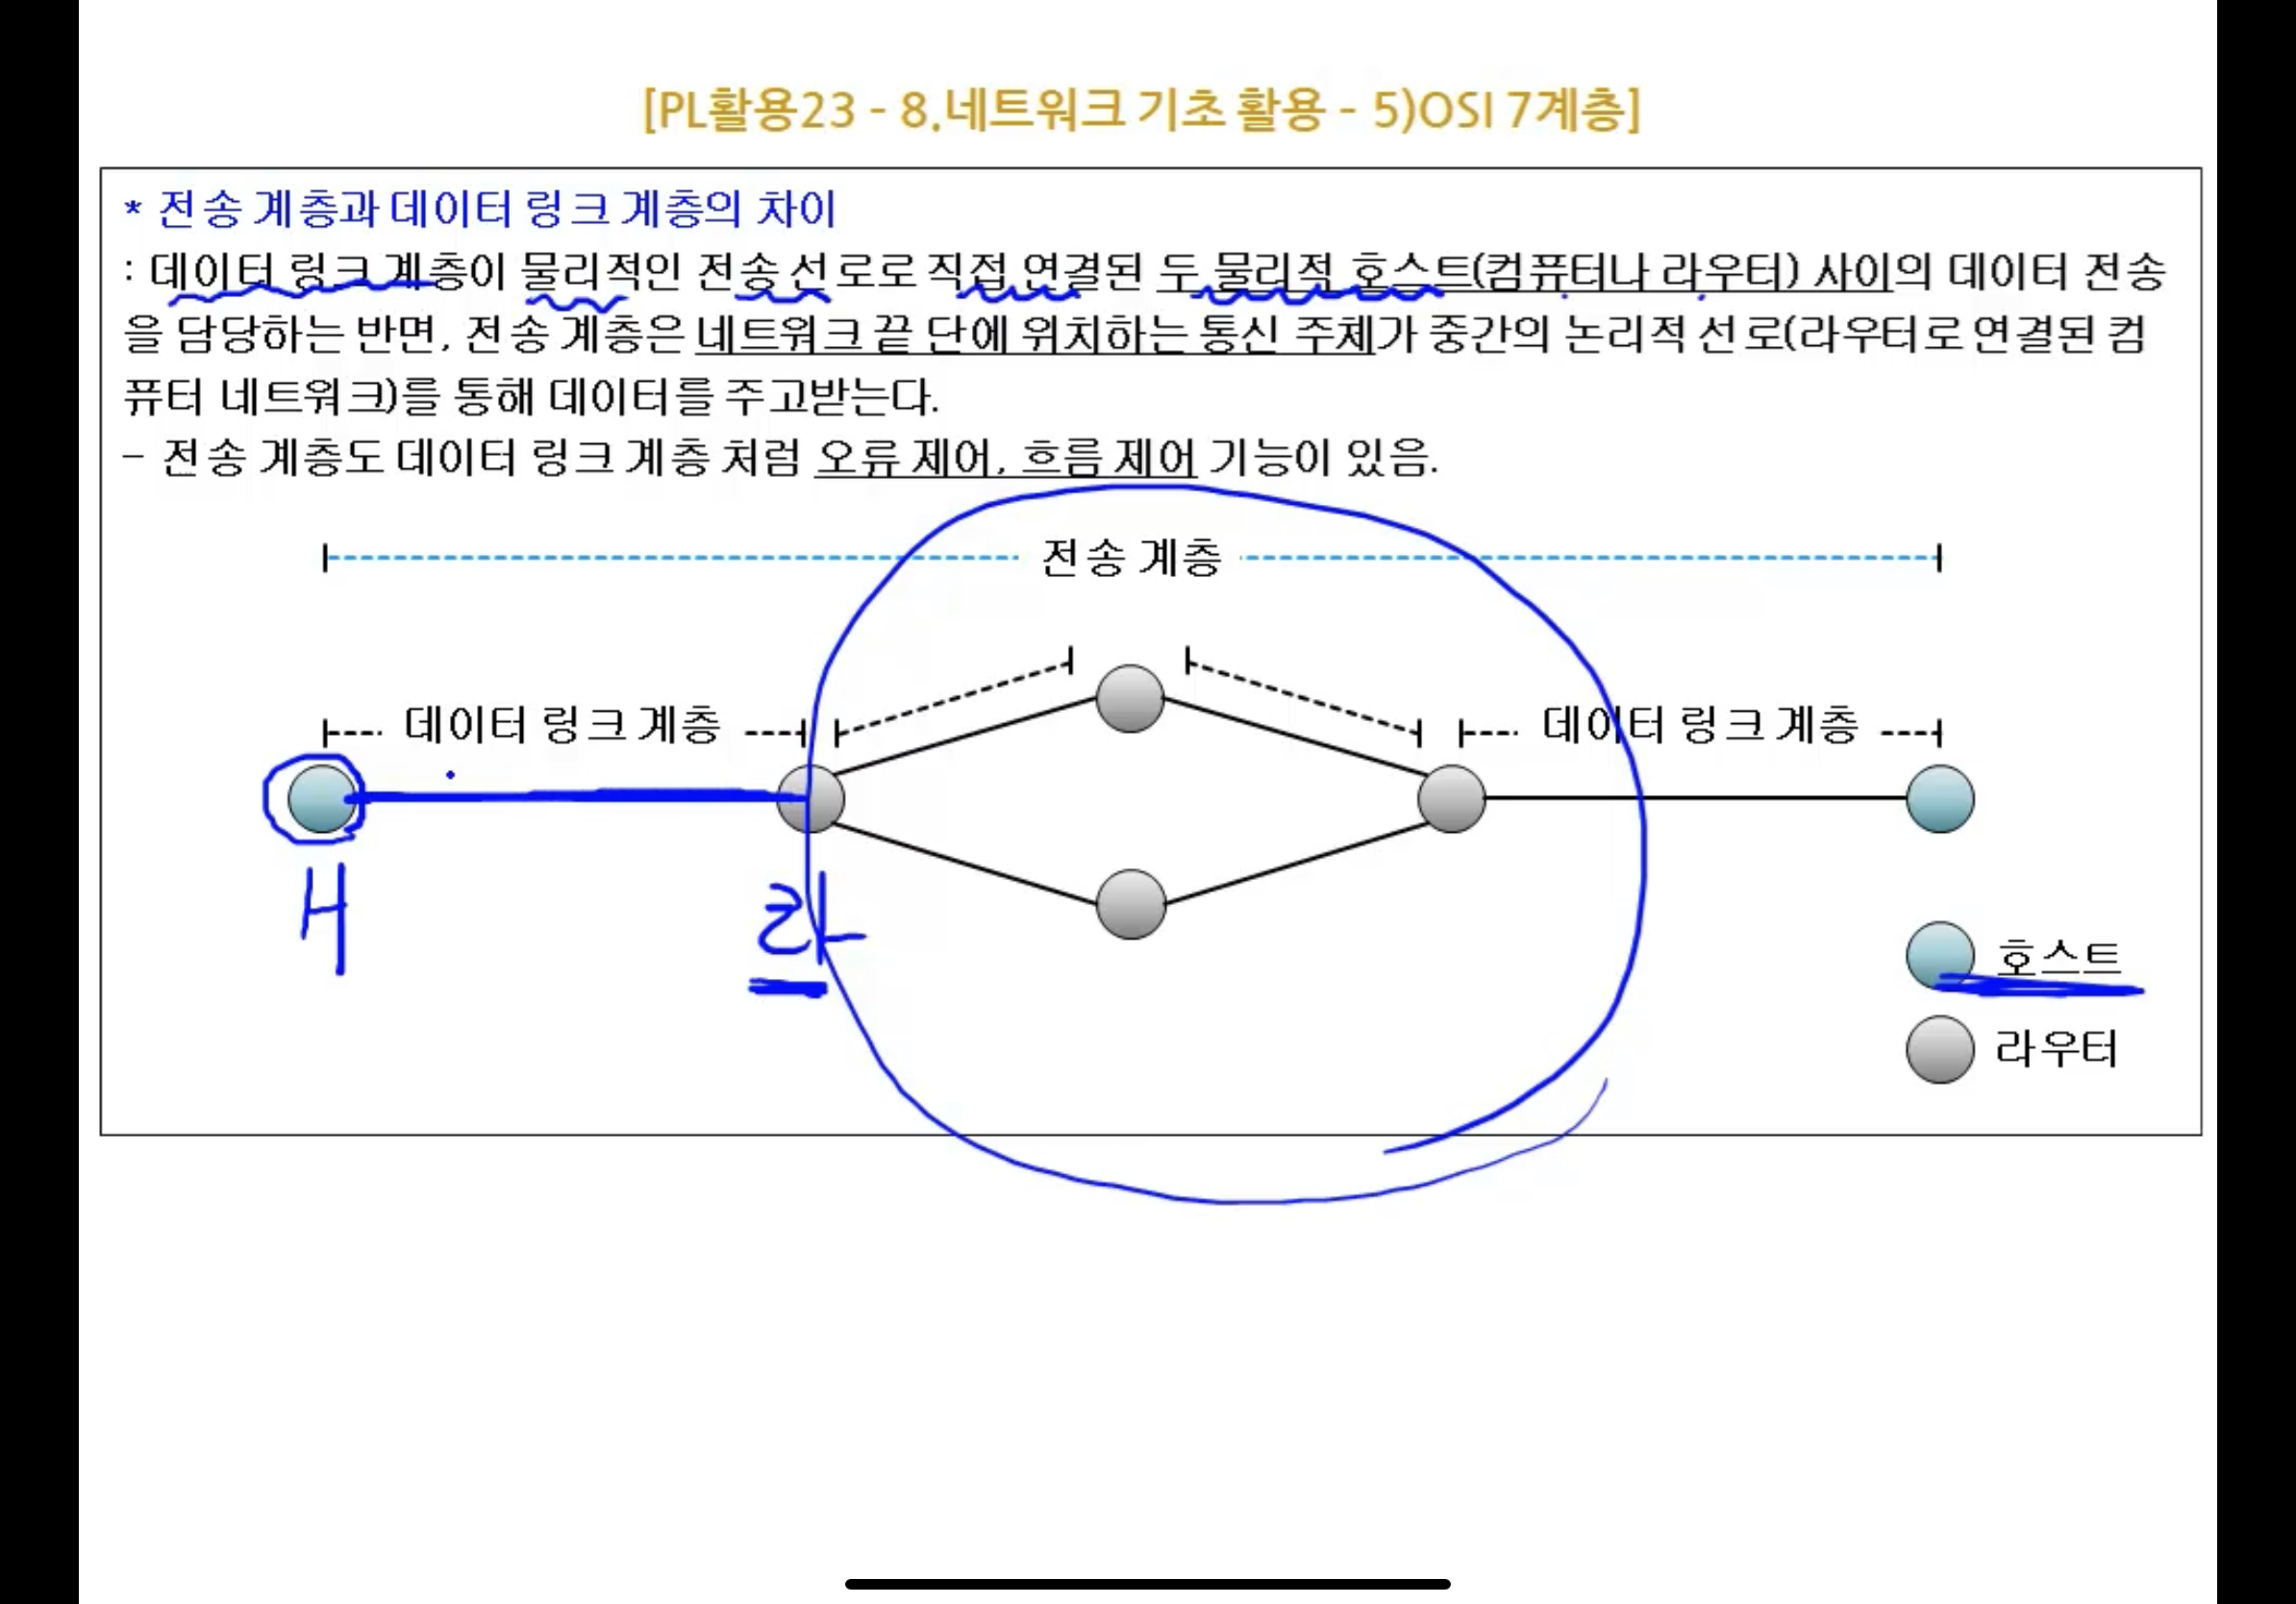 [PL활용23 - 8.네트워크 기초 활용 - 5)OSI 7계층]
* 전송 계층과 데이터 링크 계층의 차이
: 데이터 링크 계층이 물리적인 전송 선로로 직접 연결된 두 물리적 호스트(컴퓨터나 라우터) 사이의 데이터 전송
을 담당하는 반면, 전송 계층은 네트워크 끝 단에 위치하는 통신 주체가 중간의 논리적 선로(라우터로 연결된 컴
퓨터 네트워크)를 통해 데이터를 주고받는다.
- 전송 계층도 데이터 링크 계층 처럼 오류 제어, 흐름 제어 기능이 있음.
전송 계층
데이터 링크 계층
데이터 링크 계층
H
라
호스트
라우터